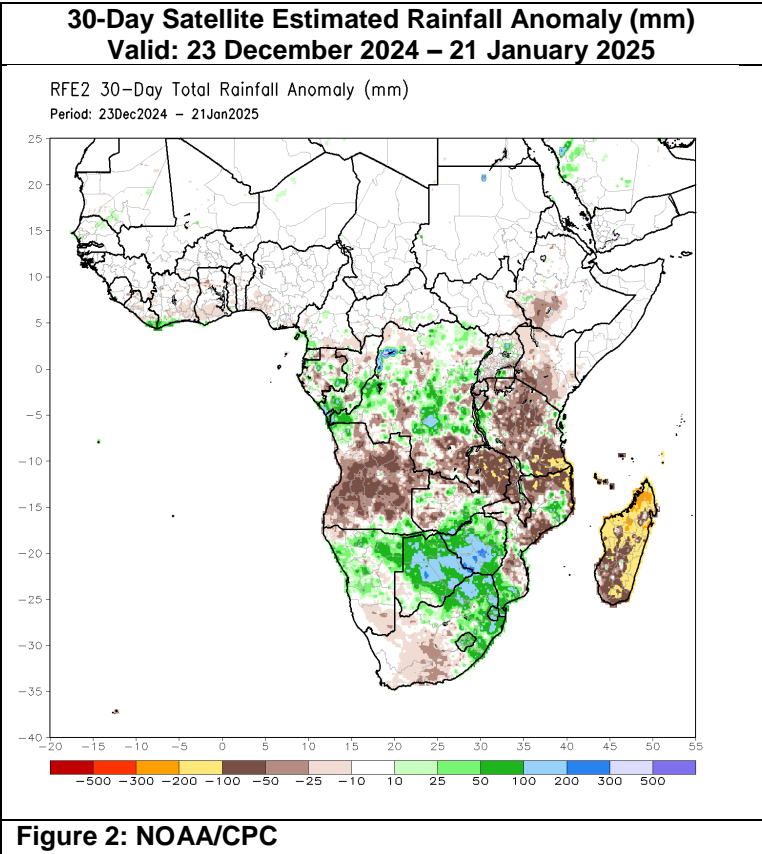 30-Day Satellite Estimated Rainfall Anomaly (mm)
Valid: 23 December 2024 – 21 January 2025
RFE2 30-Day Total Rainfall Anomaly (mm)
Period: 23Dec2024 - 21Jan2025
25
20
15
10
5
0
-5
-10
-15
-20
-25
-30
-35
-40
-20 -15 -10 -5 0 5 10 15 20 25 30 35 40 45 50 55
-500 -300 -200 -100 -50 -25 -10 10 25 50 100 200 300 500
Figure 2: NOAA/CPC